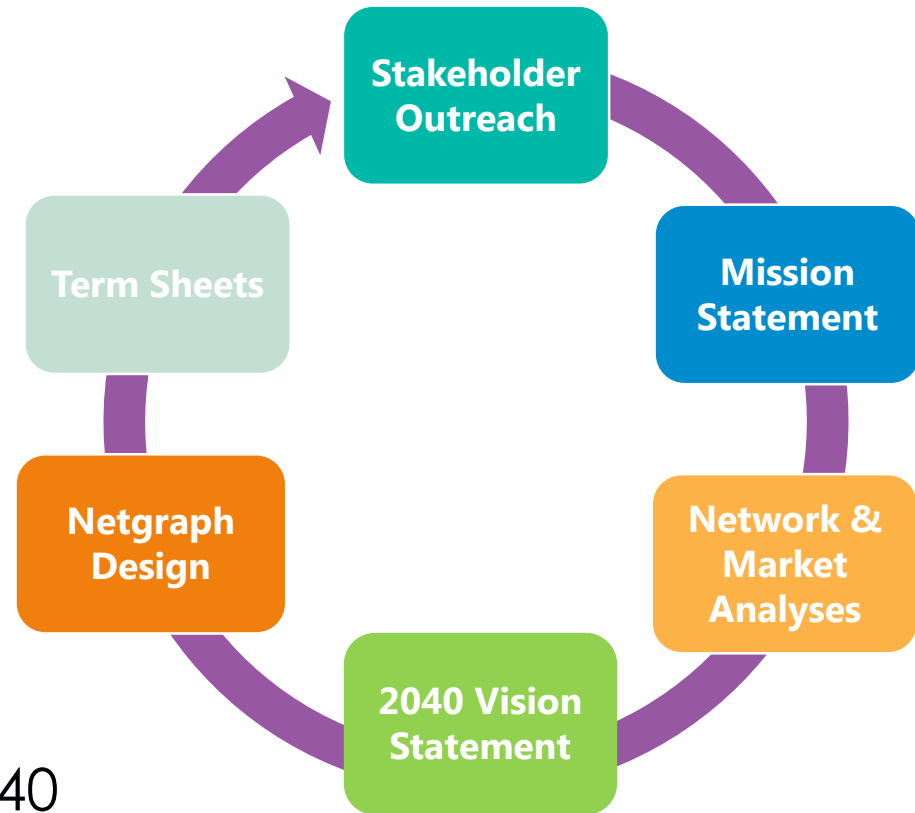 Stakeholder
Outreach
Mission
Statement
Network &
Market
Analyses
2040 Vision
Statement
Netgraph
Design
Term Sheets
40